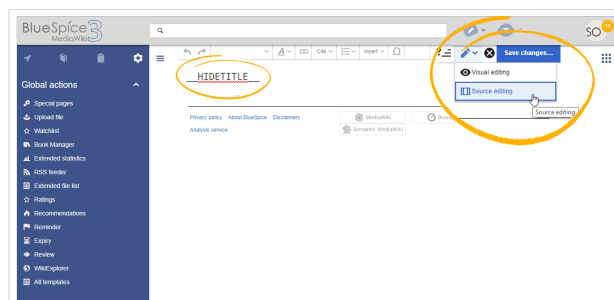 BlueSpice 3
MediaWiki
SO
11
Cite
Insert
Ω
Save changes...
HIDETITLE
Visual editing
[[ ]] Source editing
Source editing
Global actions
Special pages
Upload file
Watchlist
Book Manager
Extended statistics
RSS feeder
Extended file list
Ratings
Recommendations
Reminder
Expiry
Review
WikiExplorer
All templates
Privacy policy About BlueSpice Disclaimers
Analysis service
MediaWiki
Semantic MediaWiki